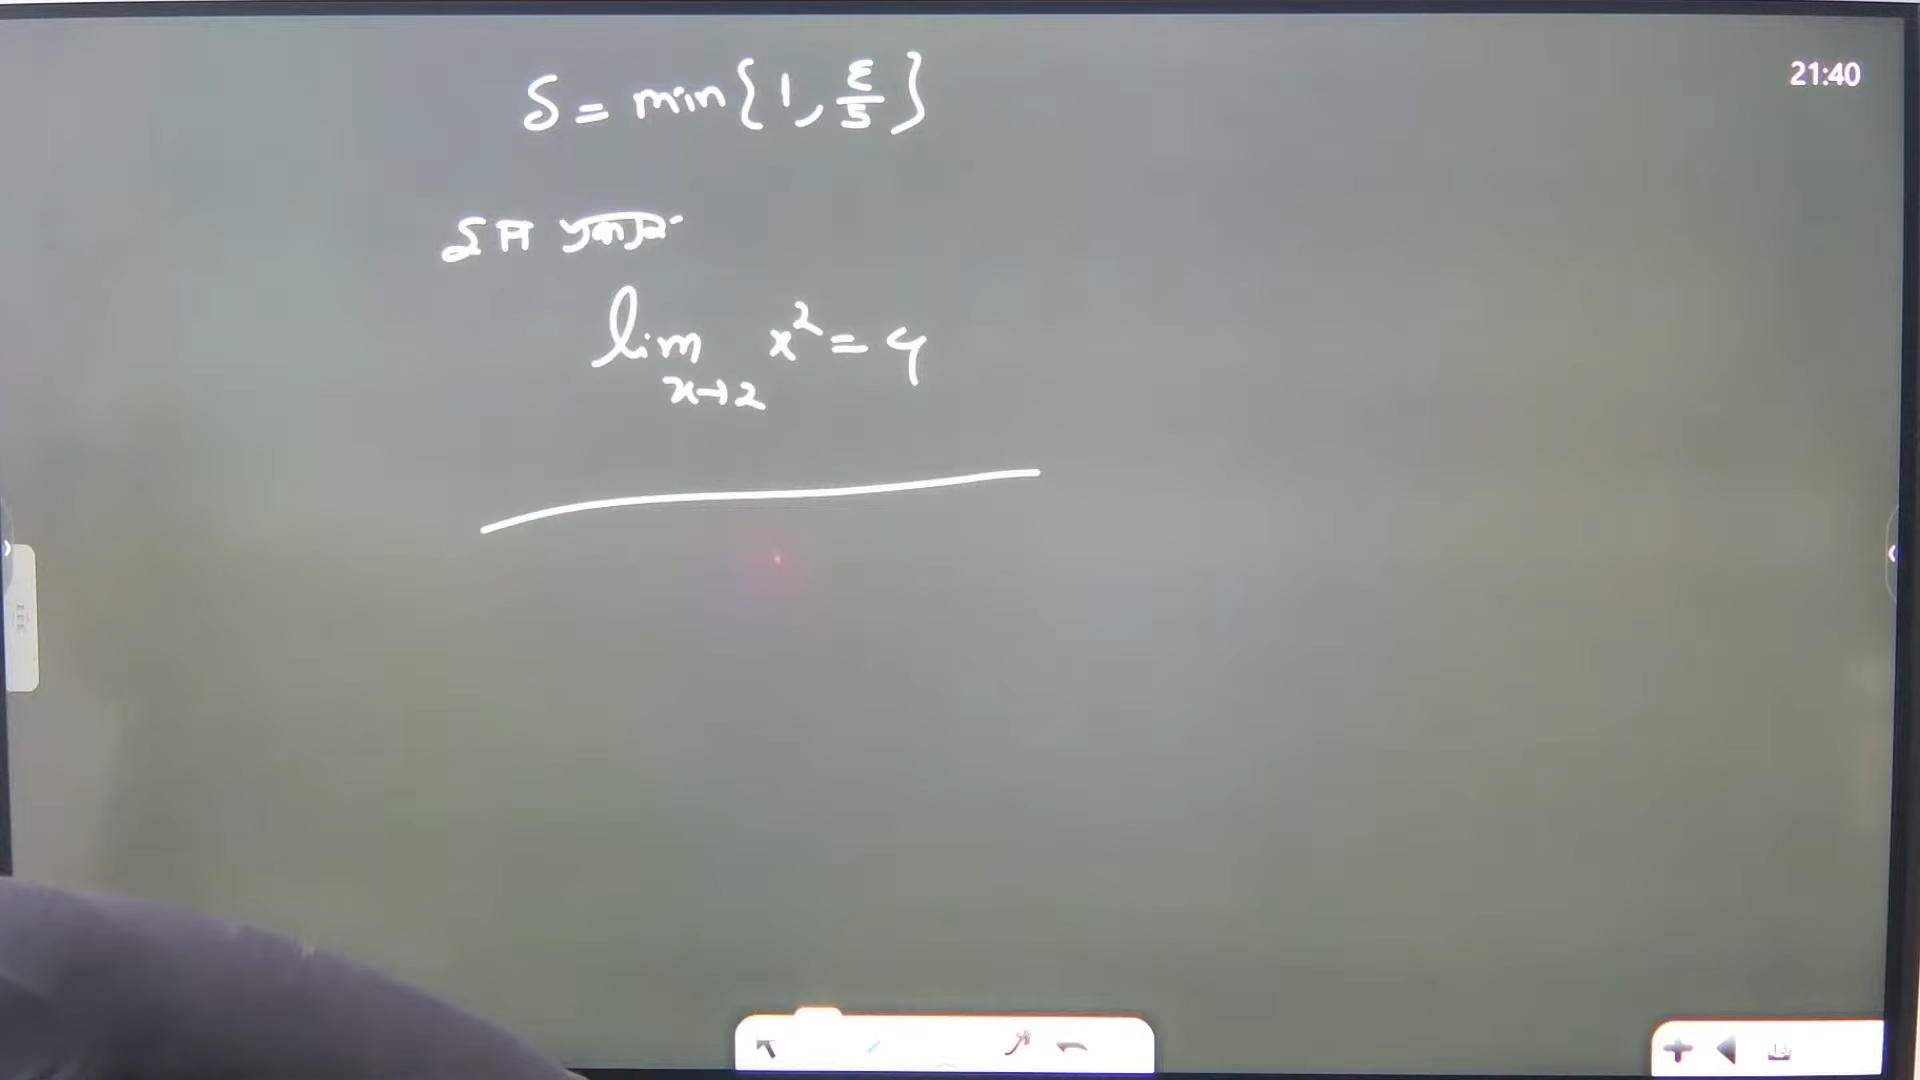 21:40
δ = min{1, ε/5}
lim x² = 4
x→2